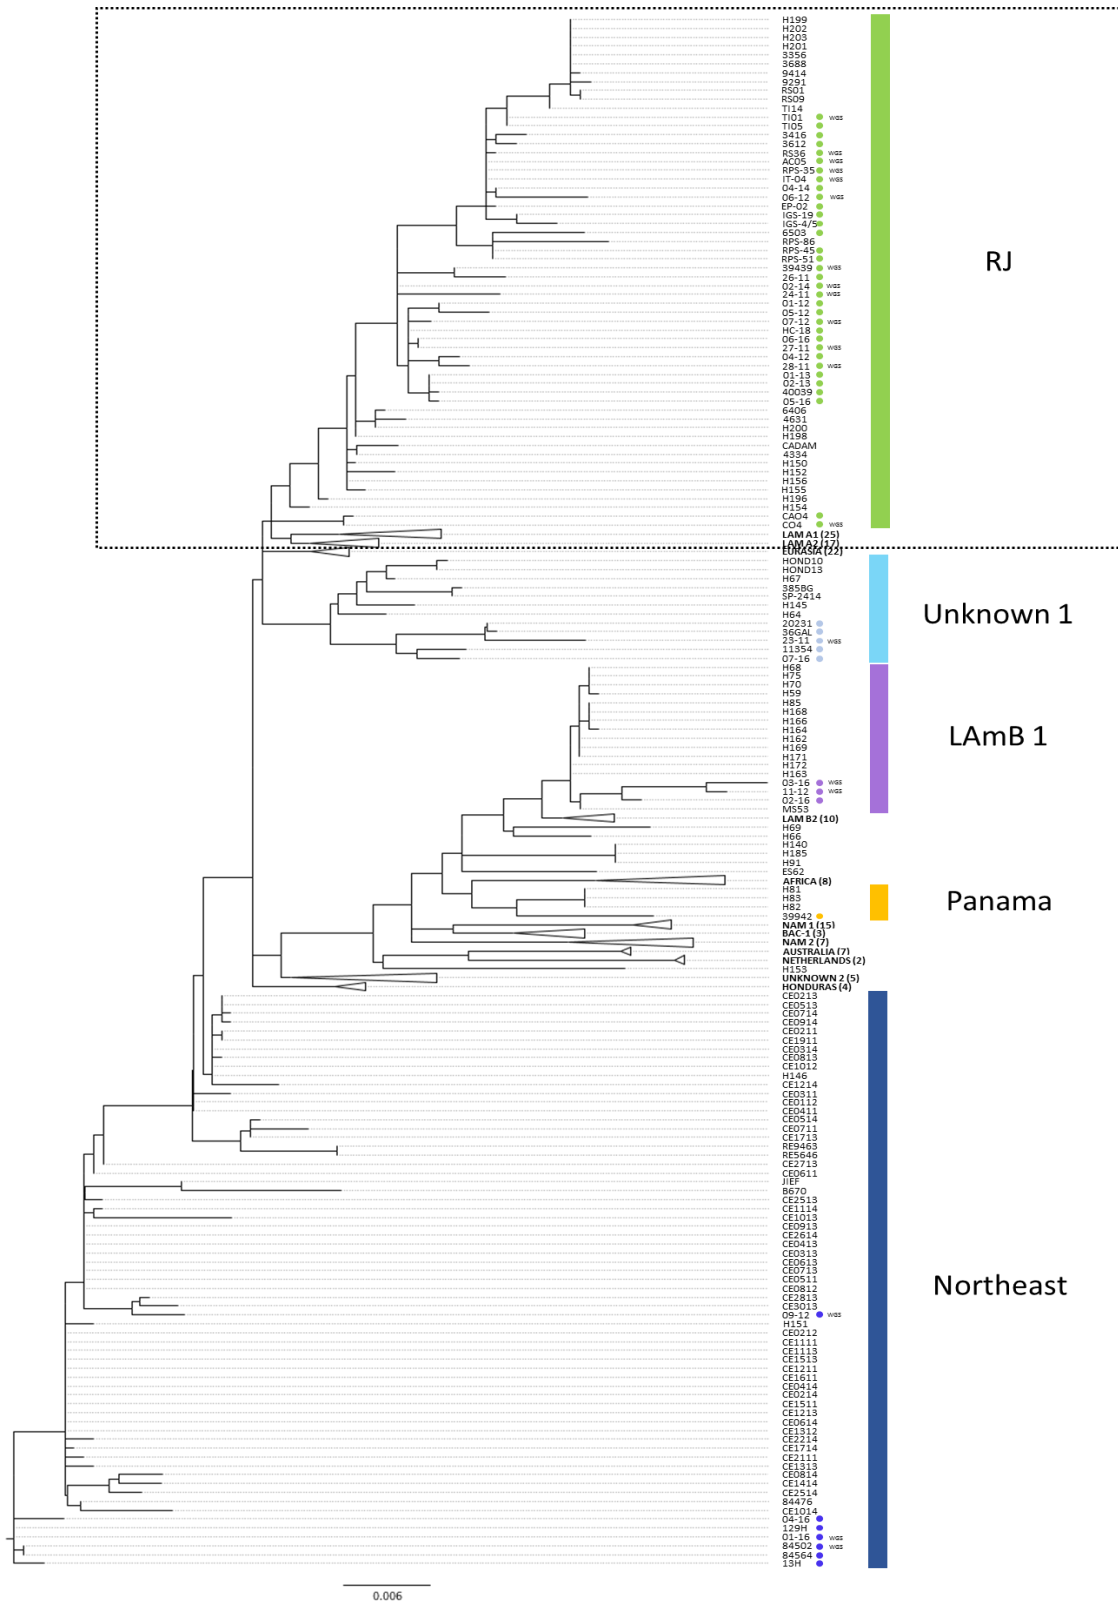 H199
H202
H203
H201
3356
3688
9414
9291
RS01
RS09
TI14
TI01 WGS
TI05
3416
3612
RS36 WGS
AC05 WGS
RPS-35 WGS
IT-04 WGS
04-14
06-12 WGS
EP-02
IGS-19
IGS-4/5
6503
RPS-86
RPS-45
RPS-51
RJ
39439 WGS
26-11
02-14 WGS
24-11 WGS
01-12
05-12
07-12 WGS
HC-18
06-16
27-11 WGS
04-12
28-11 WGS
01-13
02-13
40039
05-16
6406
4631
H200
H198
CADAM
4334
H150
H152
H156
H155
H196
H154
CAO4
CO4 WGS
LAM A1 (25)
LAM A2 (17)
EURASIA (22)
HOND10
HOND13
H67
385BG
SP-2414
H145
H64
Unknown 1
20231
36GAL
23-11 WGS
11354
07-16
H68
H75
H70
H59
H85
H168
H166
H164
LAmB 1
H162
H169
H171
H172
H163
03-16 WGS
11-12 WGS
02-16
MS53
LAM B2 (10)
H69
H66
H140
H185
H91
ES62
AFRICA (8)
H81
H83
Panama
H82
39942
NAM 1 (15)
BAC-1 (3)
NAM 2 (7)
AUSTRALIA (7)
NETHERLANDS (2)
H153
UNKNOWN 2 (5)
HONDURAS (4)
CE0213
CE0513
CE0714
CE0914
CE0211
CE1911
CE0314
CE0813
CE1012
H146
CE1214
CE0311
CE0112
CE0411
CE0514
CE0711
CE1713
RE9463
RE5646
CE2713
CE0611
JIEF
B670
CE2513
CE1114
CE1013
CE0913
CE2614
CE0413
CE0313
CE0613
CE0713
CE0511
Northeast
CE0812
CE2813
CE3013
09-12 WGS
H151
CE0212
CE1111
CE1113
CE1513
CE1211
CE1611
CE0414
CE0214
CE1511
CE1213
CE0614
CE1312
CE2214
CE1714
CE2111
CE1313
CE0814
CE1414
CE2514
84476
CE1014
04-16
129H
01-16 WGS
84502 WGS
84564
13H
0.006